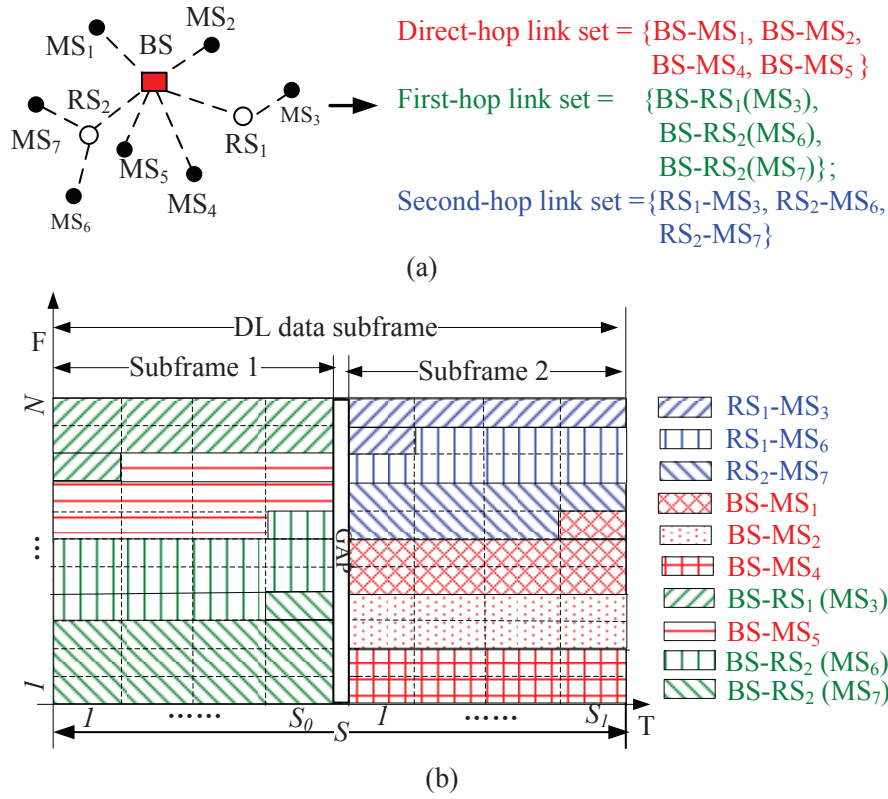 MS₁
BS
MS₂
RS₂
MS₃
MS₇
RS₁
MS₅
MS₄
MS₆
Direct-hop link set = {BS-MS₁, BS-MS₂,
BS-MS₄, BS-MS₅}
First-hop link set = {BS-RS₁(MS₃),
BS-RS₂(MS₆),
BS-RS₂(MS₇)};
Second-hop link set ={RS₁-MS₃, RS₂-MS₆,
RS₂-MS₇}
(a)
F
DL data subframe
Subframe 1
Subframe 2
N
...
1
GAP
1
......
S₀
1
......
S₁
S
T
RS₁-MS₃
RS₁-MS₆
RS₂-MS₇
BS-MS₁
BS-MS₂
BS-MS₄
BS-RS₁ (MS₃)
BS-MS₅
BS-RS₂ (MS₆)
BS-RS₂ (MS₇)
(b)